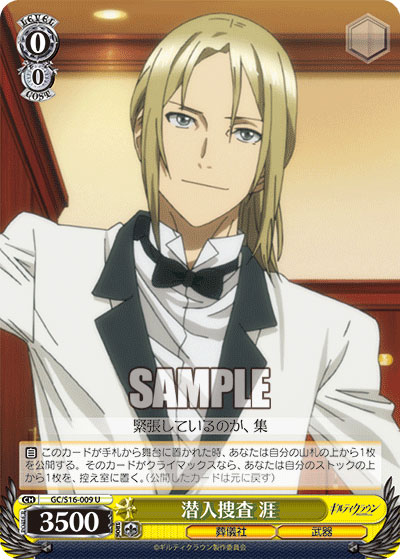 LEVEL
0
0
COST
SAMPLE
緊張しているのか、集
自 このカードが手札から舞台に置かれた時、あなたは自分の山札の上から1枚
を公開する。そのカードがクライマックスなら、あなたは自分のストックの上か
ら1枚を、控え室に置く。(公開したカードは元に戻す)
CH GC/S16-009 U
3500
潜入捜査 涯
ギルティクラウン
葬儀社 武器
©ギルティクラウン製作委員会